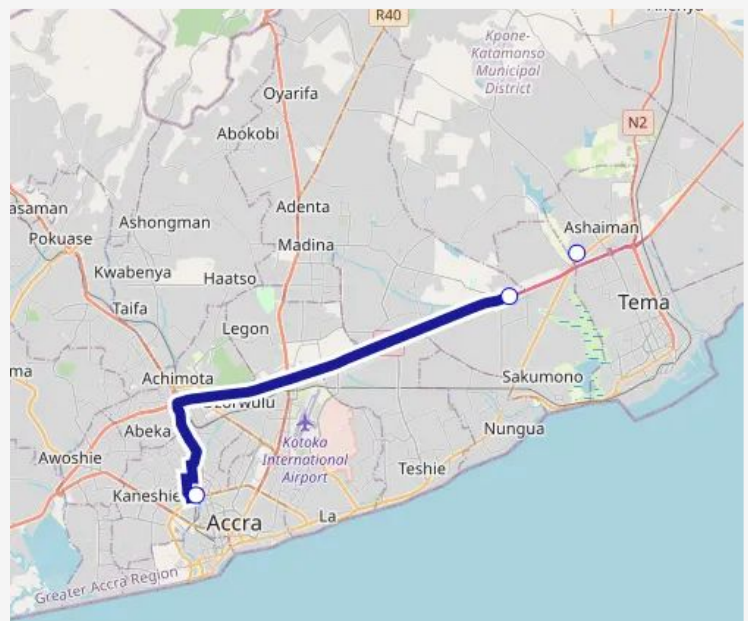 R40
Kpone-
Katamanso
Municipal
District
Oyarifa
Abokobi
N2
Adenta
asaman
Ashongman
Ashaiman
Pokuase
Madina
Kwabenya
Haatso
Taifa
Tema
Legon
ma
Achimota
Sakumono
Abeka
Nungua
Kotoka
International
Airport
Awoshie
Teshie
Kaneshie
La
Accra
Greater Accra Region